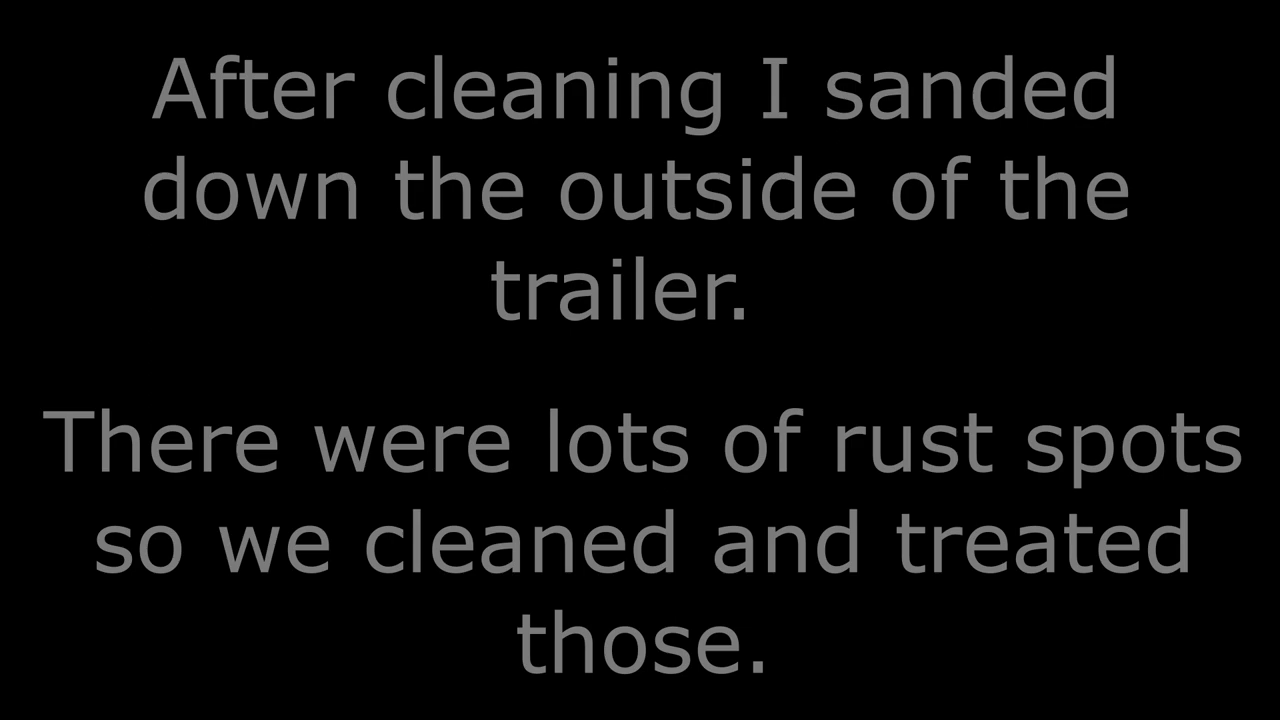 After cleaning I sanded
down the outside of the
trailer.
There were lots of rust spots
so we cleaned and treated
those.